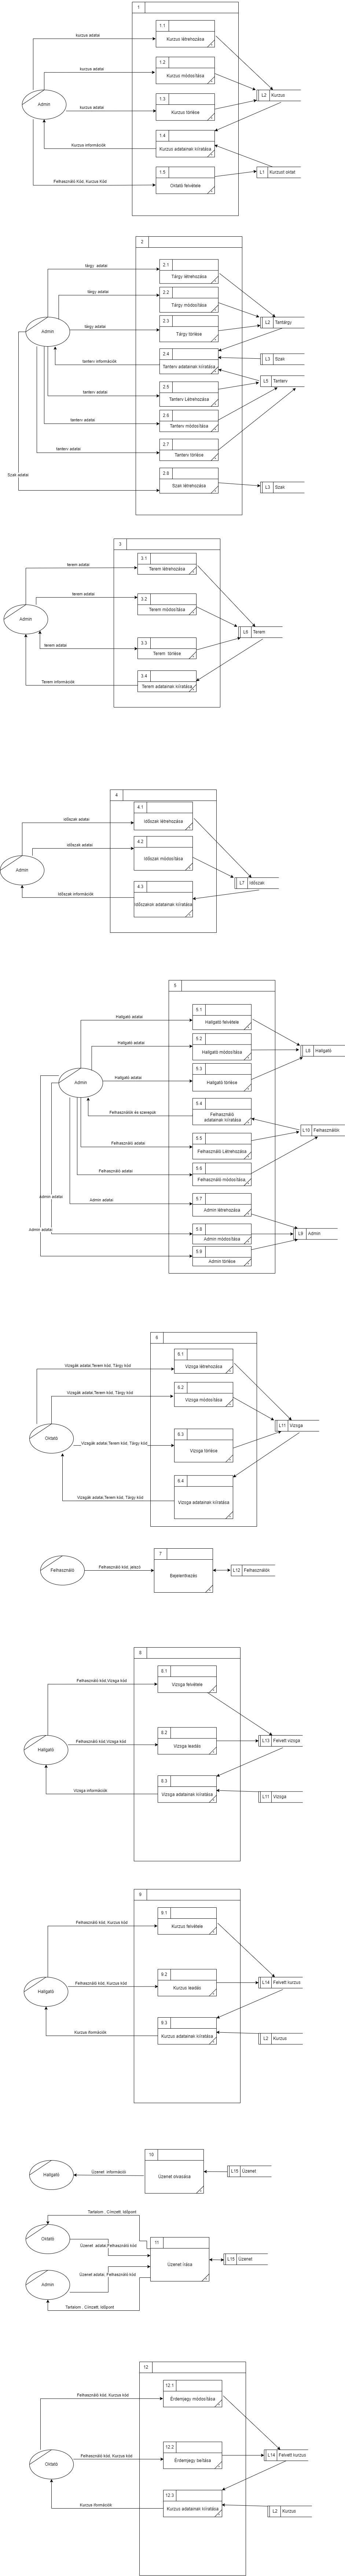 1
1.1
Kurzus létrehozása
kurzus adatai
1.2
Kurzus módosítása
kurzus adatai
L2 Kurzus
1.3
Kurzus törlése
Admin
kurzus adatai
1.4
Kurzus adatainak kiíratása
Kurzus információk
1.5
Oktató felvétele
L1 Kurzust oktat
Felhasználó Kód, Kurzus Kód
2
2.1
Tárgy létrehozása
tárgy adatai
2.2
Tárgy módosítása
tárgy adatai
2.3
Tárgy törlése
L2 Tantárgy
tárgy adatai
Admin
2.4
Tanterv adatainak kiíratása
L3 Szak
tanterv információk
L5 Tanterv
2.5
Tanterv Létrehozása
tanterv adatai
2.6
Tanterv módosítása
tanterv adatai
2.7
Tanterv törlése
tanterv adatai
Szak adatai
2.8
Szak létrehozása
L3 Szak
3
3.1
Terem létrehozása
terem adatai
3.2
Terem módosítása
terem adatai
Admin
L6 Terem
3.3
Terem törlése
terem adatai
3.4
Terem adatainak kiíratása
Terem információk
4
4.1
Időszak létrehozása
időszak adatai
4.2
időszak módosítása
időszak adatai
Admin
L7 Időszak
4.3
Időszakok adatainak kiíratása
Időszak információk
5
5.1
Hallgató felvétele
Hallgató adatai
5.2
Hallgató módosítása
Hallgató adatai
L8 Hallgató
5.3
Hallgató törlése
Hallgató adatai
Admin
5.4
Felhasználó
adatainak kiíratása
Felhasználók és szerepük
L10 Felhasználók
5.5
Felhasználó Létrehozása
Felhasználó adatai
5.6
Felhasználó módosítása
Felhasználó adatai
5.7
Admin létrehozása
Admin adatai
Admin adatai
5.8
Admin módosítása
L9 Admin
Admin adatai
5.9
Admin törlése
6
6.1
Vizsga létrehozása
Vizsgák adatai,Terem kód, Tárgy kód
6.2
Vizsga módosítása
Vizsgák adatai,Terem kód, Tárgy kód
L11 Vizsga
Oktató
6.3
Vizsga törlése
Vizsgák adatai,Terem kód, Tárgy kód
6.4
Vizsga adatainak kiíratása
Vizsgák adatai,Terem kód, Tárgy kód
7
Bejelentkezés
Felhasználó
Felhasználó kód, jelszó
L12 Felhasználók
8
8.1
Vizsga felvétele
Felhasználó kód,Vizsga kód
8.2
Vizsga leadás
Felhasználó kód,Vizsga kód
L13 Felvett vizsga
Hallgató
8.3
Vizsga adatainak kiíratása
Vizsga információk
L11 Vizsga
9
9.1
Kurzus felvétele
Felhasználó kód, Kurzus kód
9.2
Kurzus leadás
Felhasználó kód, Kurzus kód
L14 Felvett kurzus
Hallgató
9.3
Kurzus adatainak kiíratása
Kurzus iformációk
L2 Kurzus
10
Üzenet olvasása
Hallgató
Üzenet információi
L15 Üzenet
Tartalom , Címzett, időpont
Oktató
Üzenet adatai, Felhasználó kód
11
Üzenet íílása
L15 Üzenet
Üzenet adatai, Felhasználó kód
Admin
Tartalom , Címzett, időpont
12
12.1
Érdemjegy módosítása
Felhasználó kód, Kurzus kód
12.2
Érdemjegy beítása
Felhasználó kód, Kurzus kód
L14 Felvett kurzus
Oktató
12.3
Kurzus adatainak kiíratása
Kurzus iformációk
L2 Kurzus